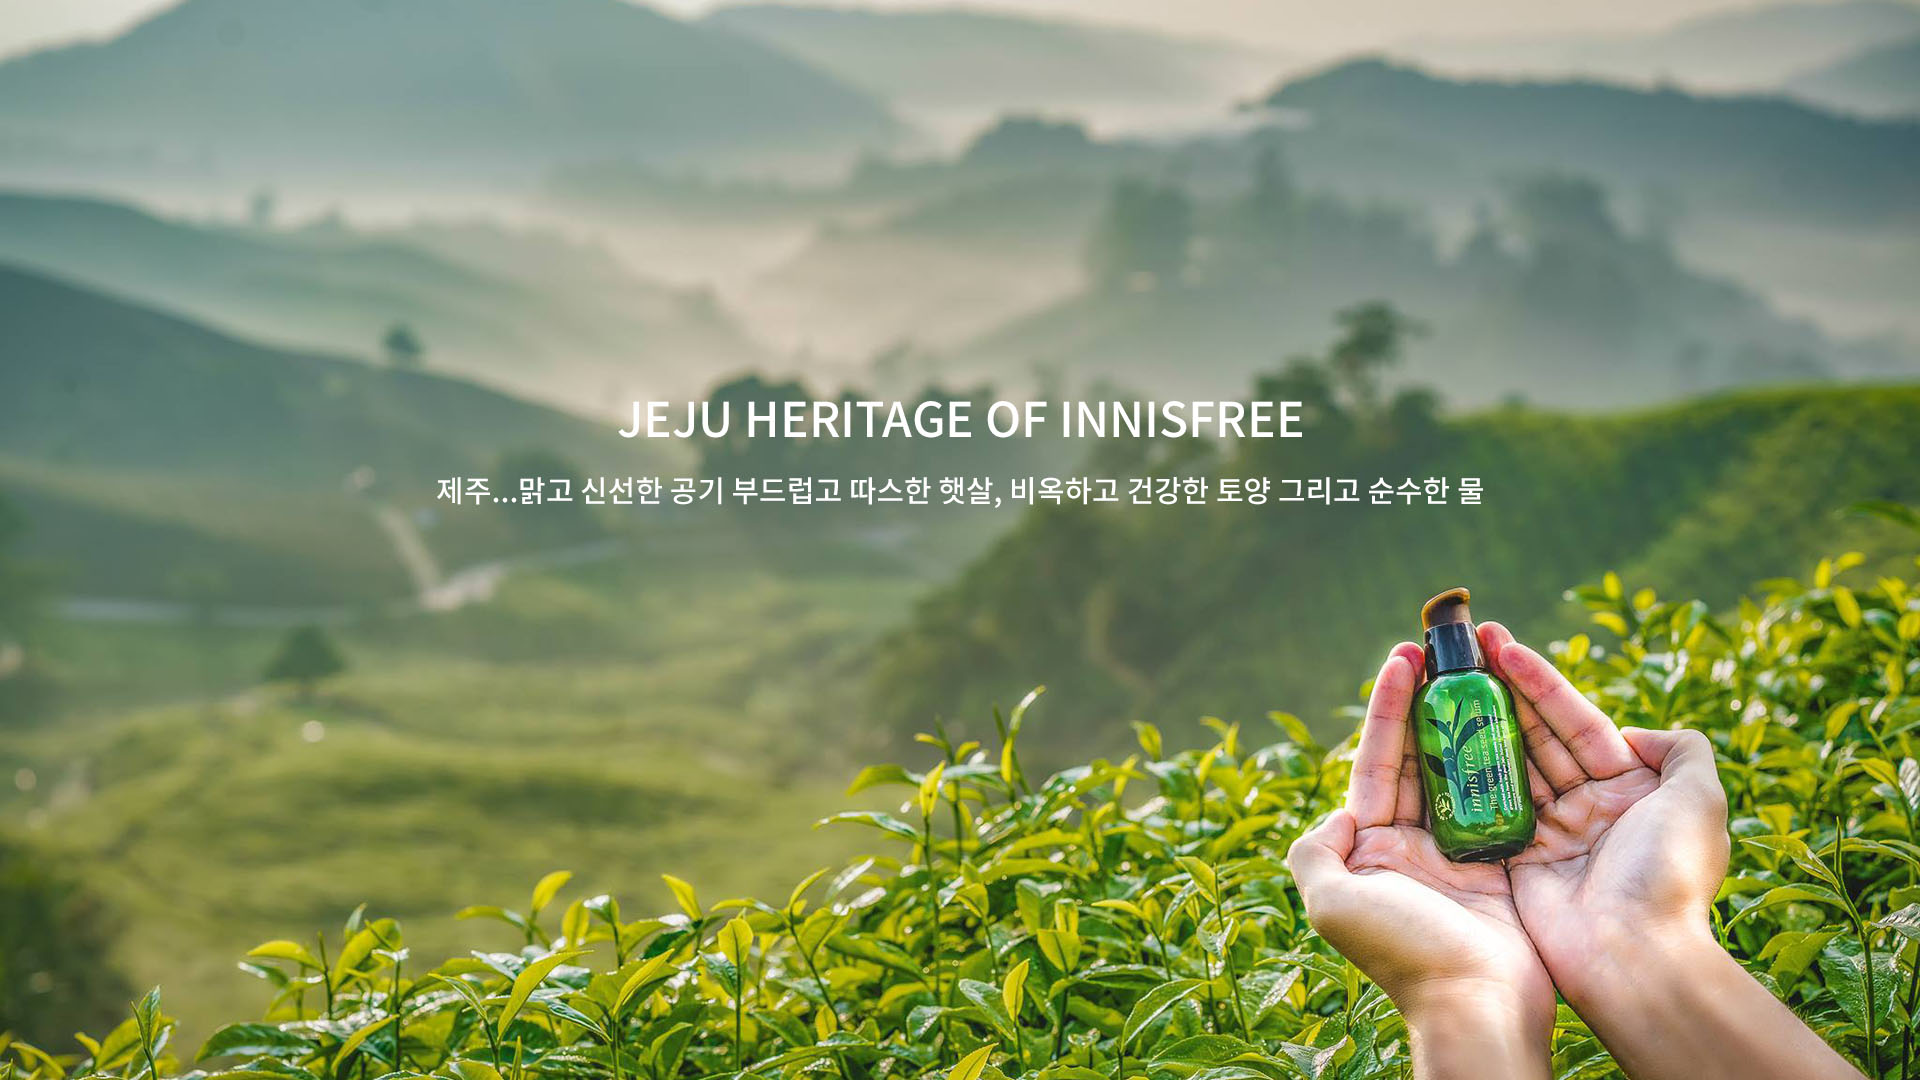 JEJU HERITAGE OF INNISFREE
제주...맑고 신선한 공기 부드럽고 따스한 햇살, 비옥하고 건강한 토양 그리고 순수한 물
innisfree
The green tea seed serum